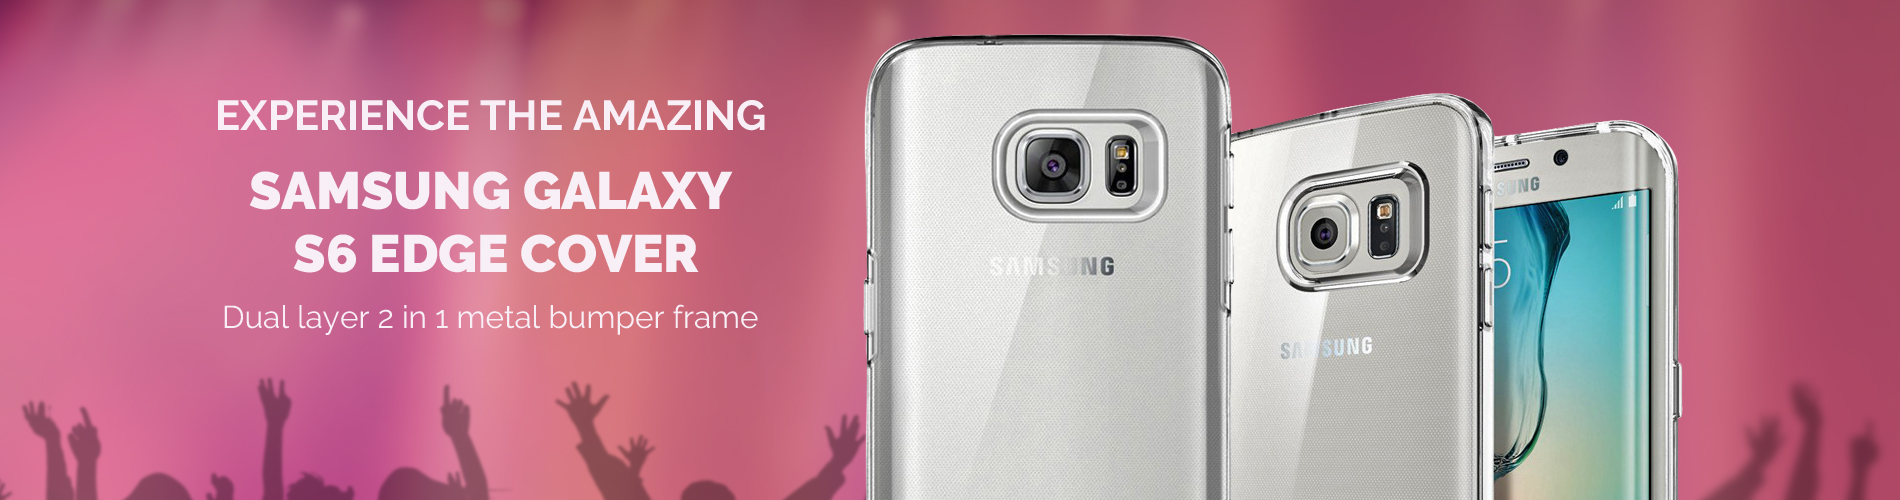 EXPERIENCE THE AMAZING
SAMSUNG GALAXY
S6 EDGE COVER
Dual layer 2 in 1 metal bumper frame
SAMSUNG
SAMSUNG
SUNG